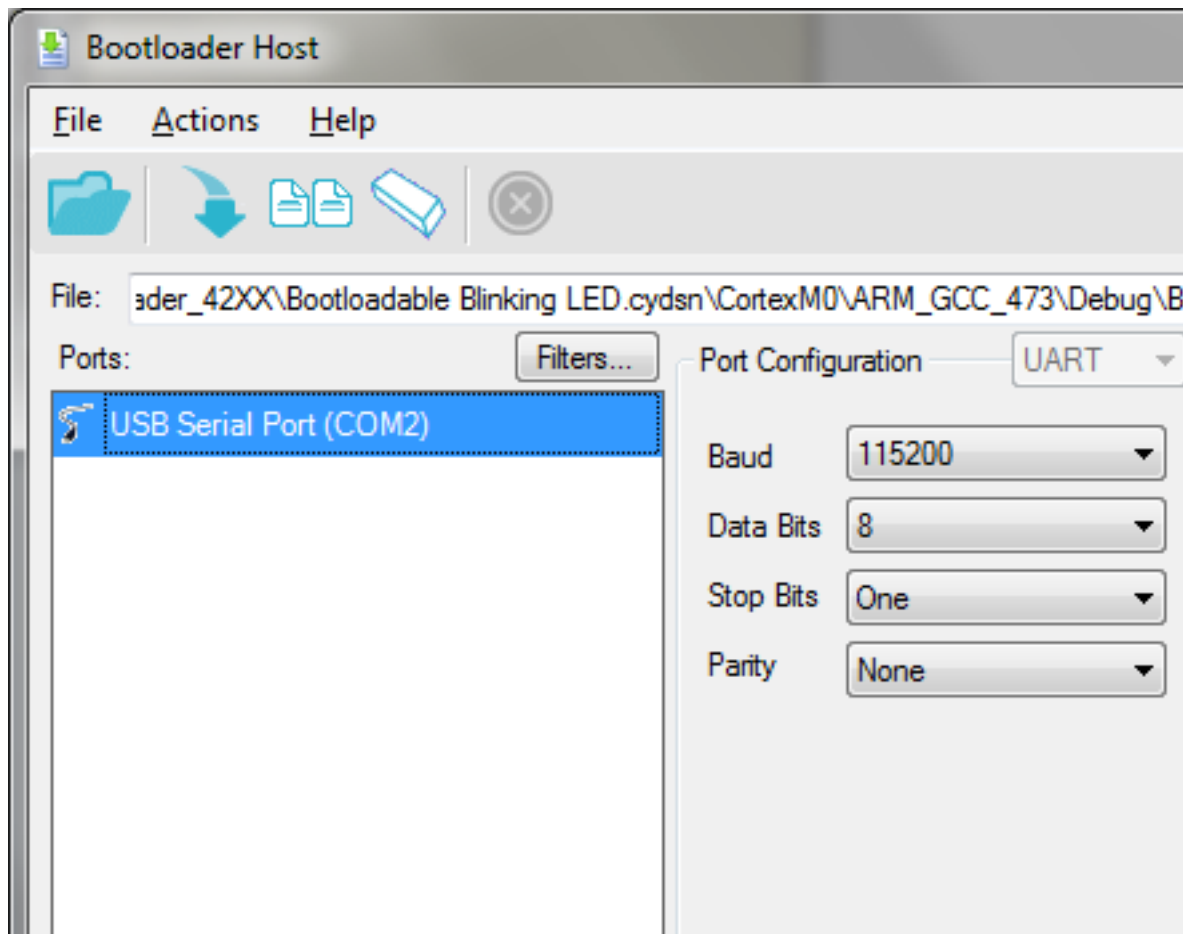 Bootloader Host
File Actions Help
File: ader_42XX\Bootloadable Blinking LED.cydsn\CortexM0\ARM_GCC_473\Debug\B
Ports: Filters... Port Configuration UART
USB Serial Port (COM2)
Baud 115200
Data Bits 8
Stop Bits One
Parity None